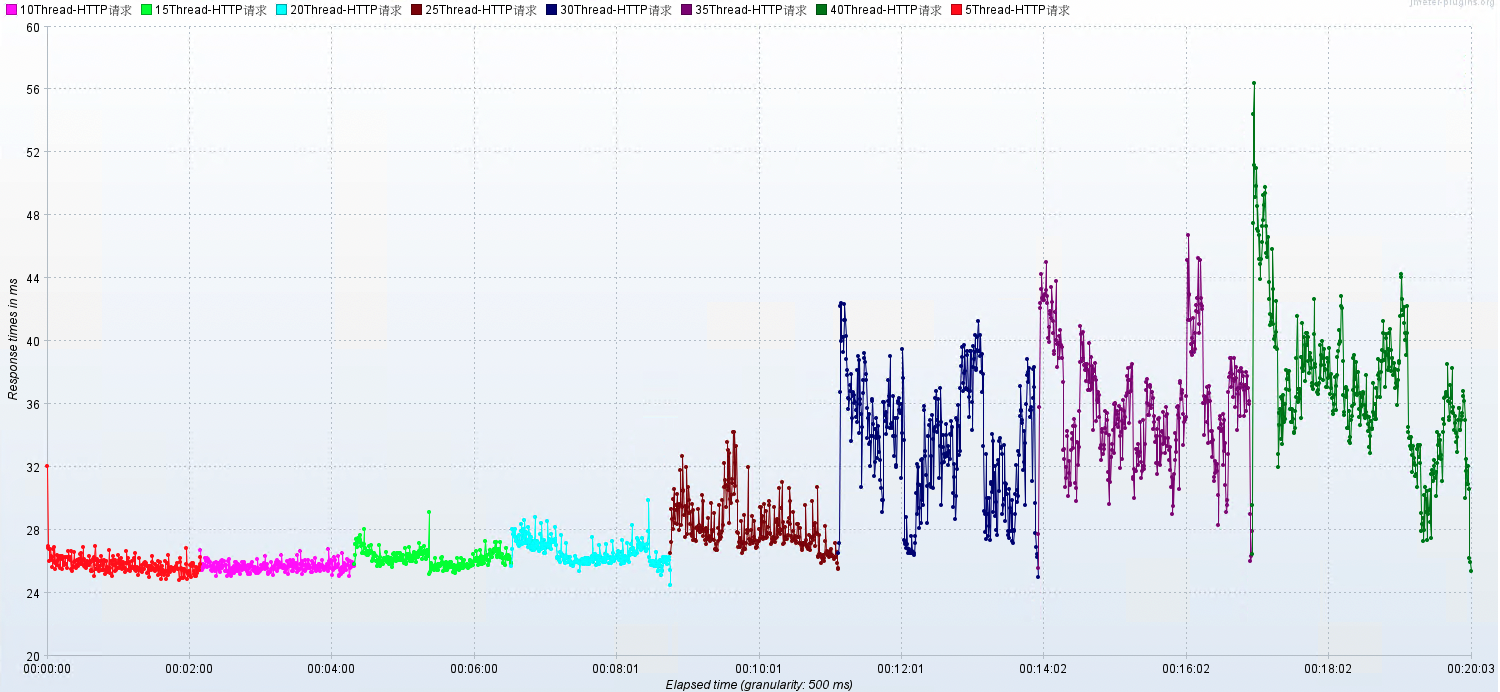 10Thread-HTTP请求 15Thread-HTTP请求 20Thread-HTTP请求 25Thread-HTTP请求 30Thread-HTTP请求 35Thread-HTTP请求 40Thread-HTTP请求 5Thread-HTTP请求
jmeter-plugins.org
60
56
52
48
44
40
36
32
28
24
20
Response times in ms
00:00:00 00:02:00 00:04:00 00:06:00 00:08:01 00:10:01 00:12:01 00:14:02 00:16:02 00:18:02 00:20:03
Elapsed time (granularity: 500 ms)